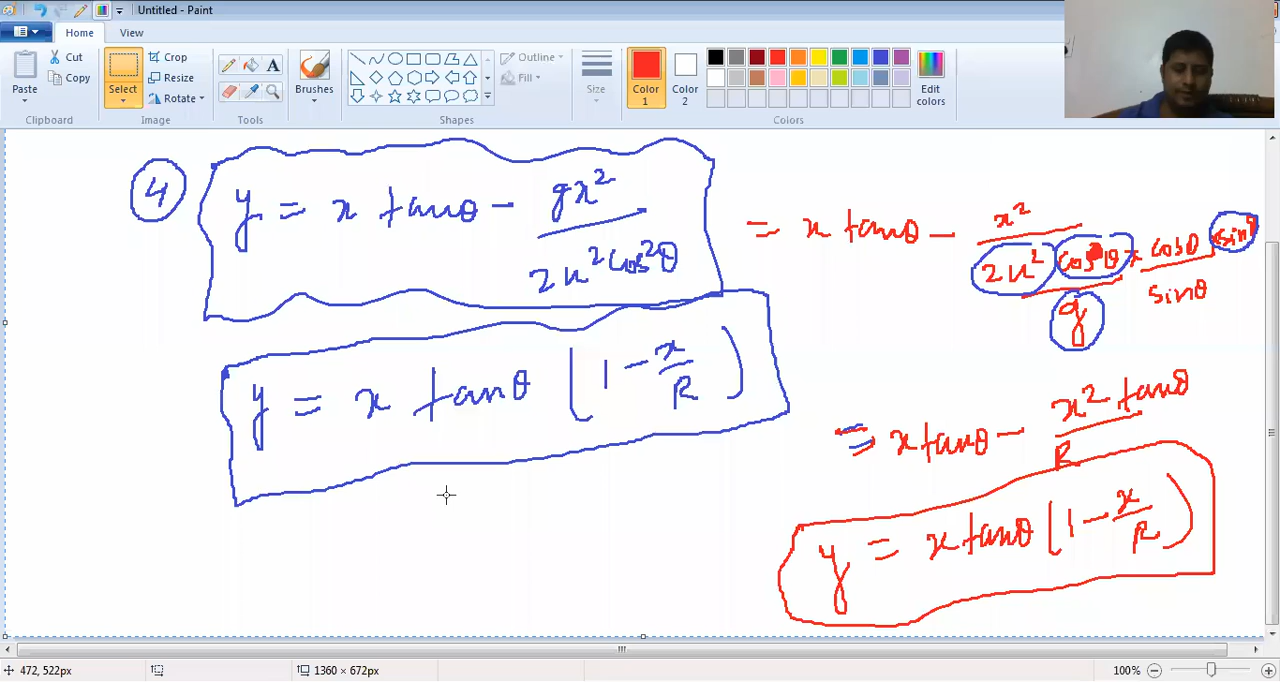 Untitled - Paint
Home View
Paste Cut Copy
Clipboard
Select Crop Resize Rotate
Image
A
Tools
Brushes
Outline Fill
Shapes
Size
Color 1 Color 2 Edit colors
Colors
4
y = x tanθ - gx² / 2u²cos²θ
y = x tanθ (1 - x/R)
= x tanθ - x² / 2u² cosθ × cosθ / sinθ
g
= x tanθ - x² tanθ / R
y = x tanθ (1 - x/R)
472, 522px 1360 × 672px 100%